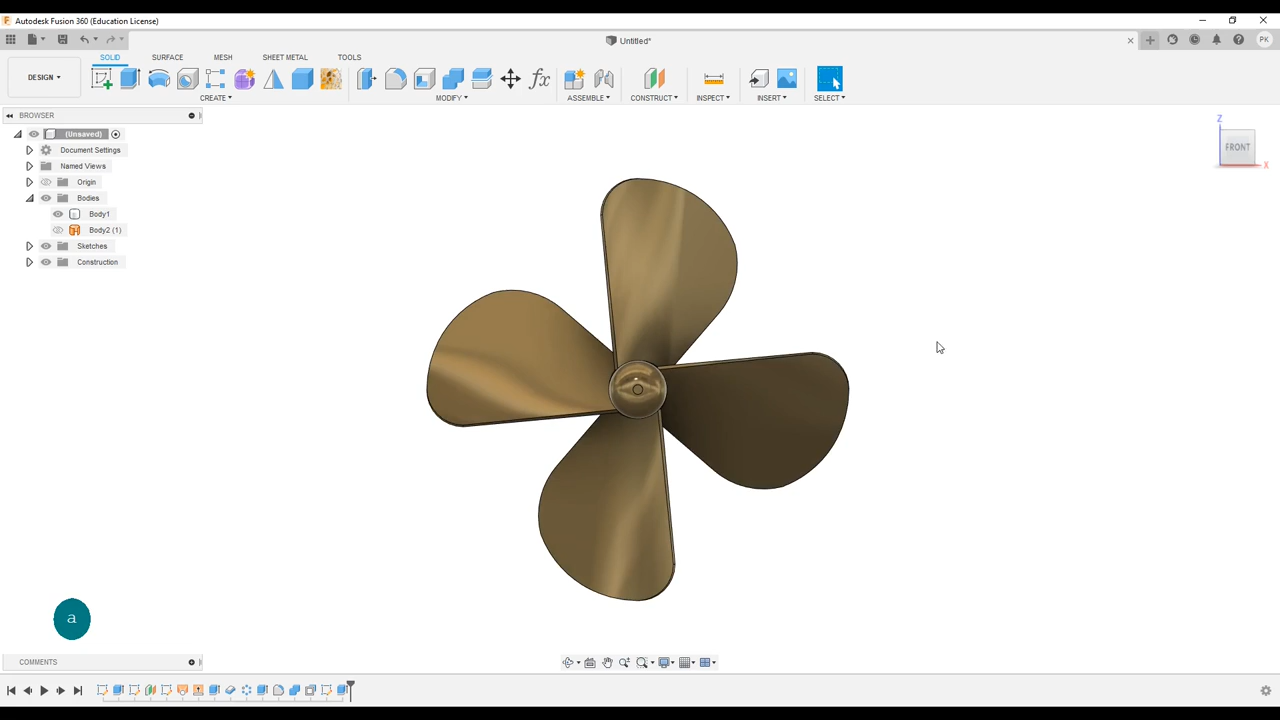 Autodesk Fusion 360 (Education License)
Untitled*
PK
DESIGN
SOLID SURFACE MESH SHEET METAL TOOLS
CREATE MODIFY ASSEMBLE CONSTRUCT INSPECT INSERT SELECT
fx
BROWSER
(Unsaved)
Document Settings
Named Views
Origin
Bodies
Body1
Body2 (1)
Sketches
Construction
Z
FRONT
X
a
COMMENTS